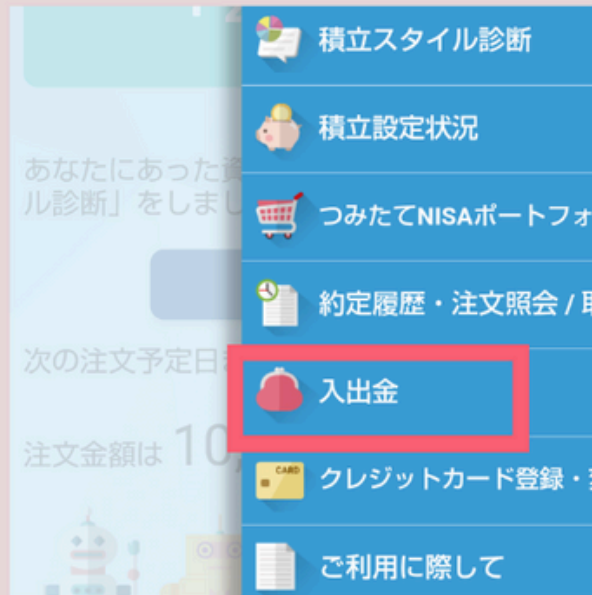 積立スタイル診断
積立設定状況
あなたにあった資
ル診断」をしまし
つみたてNISAポートフォ
約定履歴・注文照会 /
次の注文予定日
入出金
注文金額は 10,
CARD
クレジットカード登録・
ご利用に際して